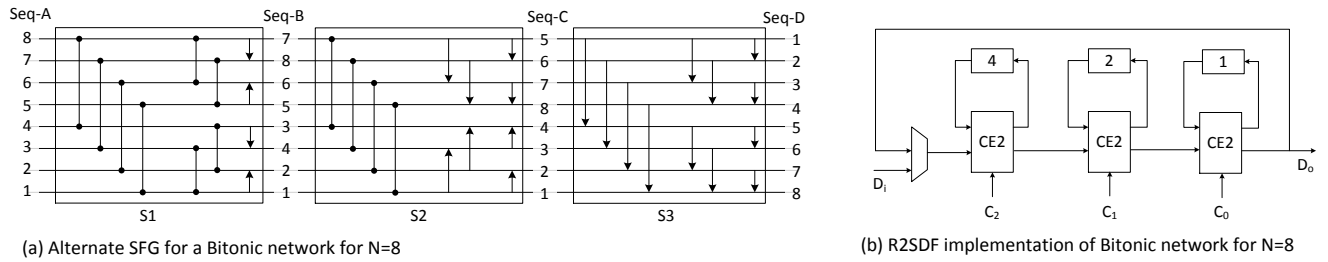 Seq-A Seq-B Seq-C Seq-D
8 7 5 1
7 8 6 2
6 6 7 3
5 5 8 4
4 3 4 5
3 4 3 6
2 2 2 7
1 1 1 8
S1 S2 S3
(a) Alternate SFG for a Bitonic network for N=8
4 2 1
CE2 CE2 CE2
Di Do
C2 C1 C0
(b) R2SDF implementation of Bitonic network for N=8